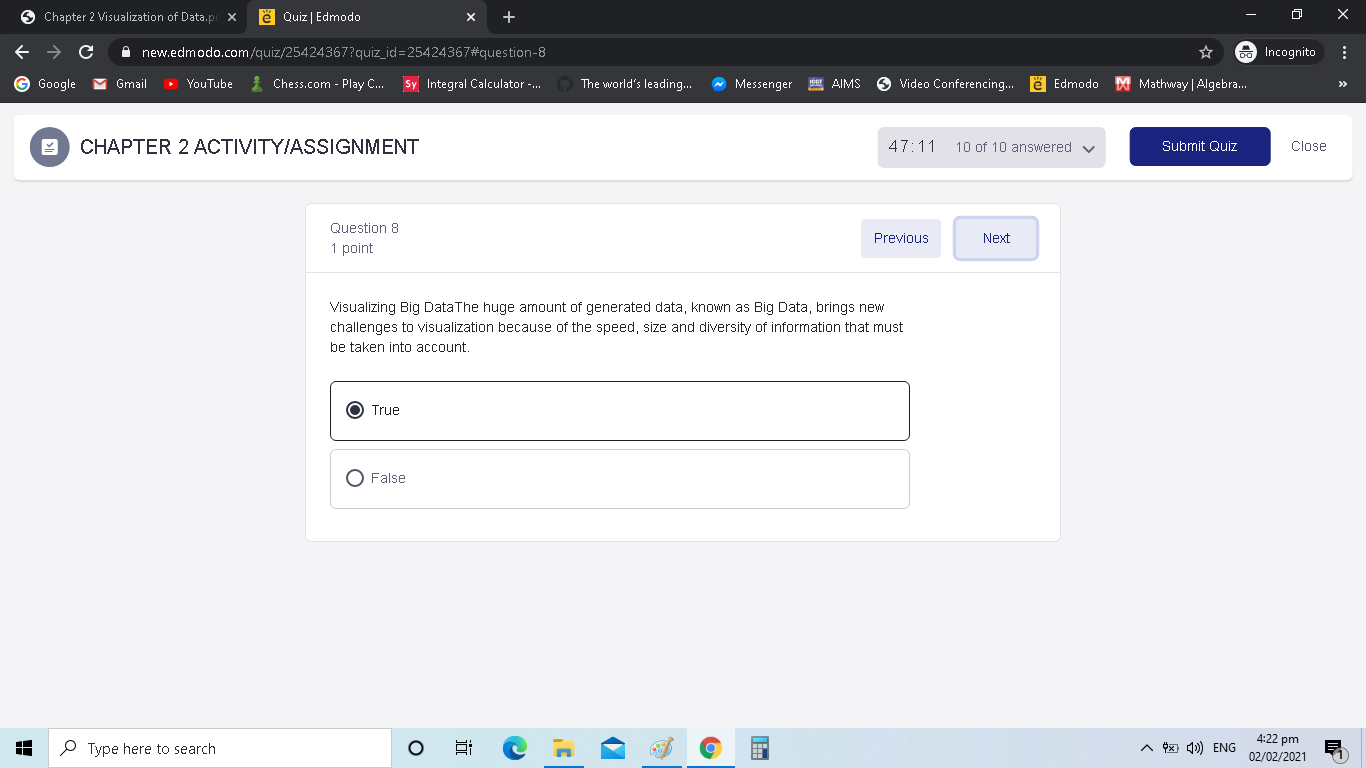 Chapter 2 Visualization of Data.pd
Quiz | Edmodo
new.edmodo.com/quiz/25424367?quiz_id=25424367#question-8
Incognito
Google
Gmail
YouTube
Chess.com - Play C...
Sy
Integral Calculator -...
The world's leading...
Messenger
AIMS
Video Conferencing...
Edmodo
Mathway | Algebra...
CHAPTER 2 ACTIVITY/ASSIGNMENT
47:11
10 of 10 answered
Submit Quiz
Close
Question 8
1 point
Previous
Next
Visualizing Big DataThe huge amount of generated data, known as Big Data, brings new
challenges to visualization because of the speed, size and diversity of information that must
be taken into account.
True
False
Type here to search
ENG
4:22 pm
02/02/2021
1